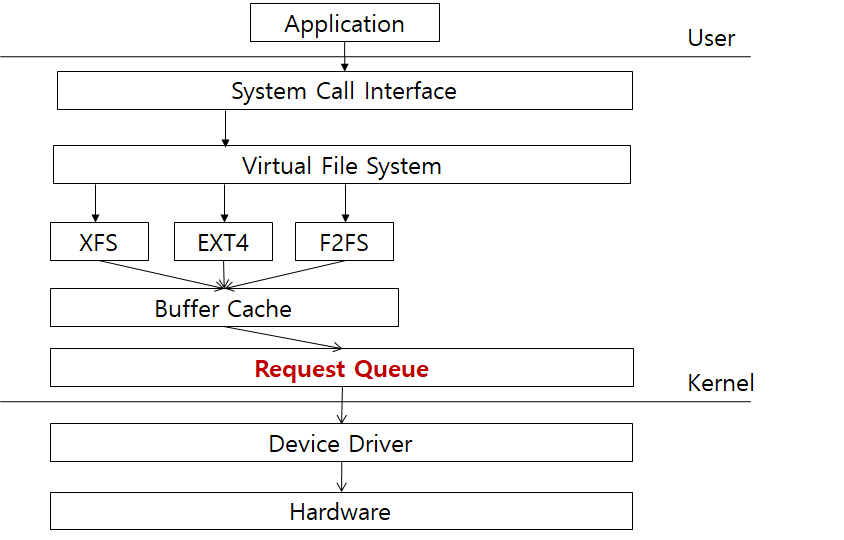 Application
User
System Call Interface
Virtual File System
XFS
EXT4
F2FS
Buffer Cache
Request Queue
Kernel
Device Driver
Hardware